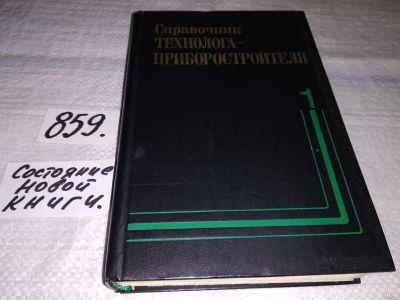 Справочник
ТЕХНОЛОГА-
ПРИБОРОСТРОИТЕЛЯ
1
859.
Состояние
новой
книги.